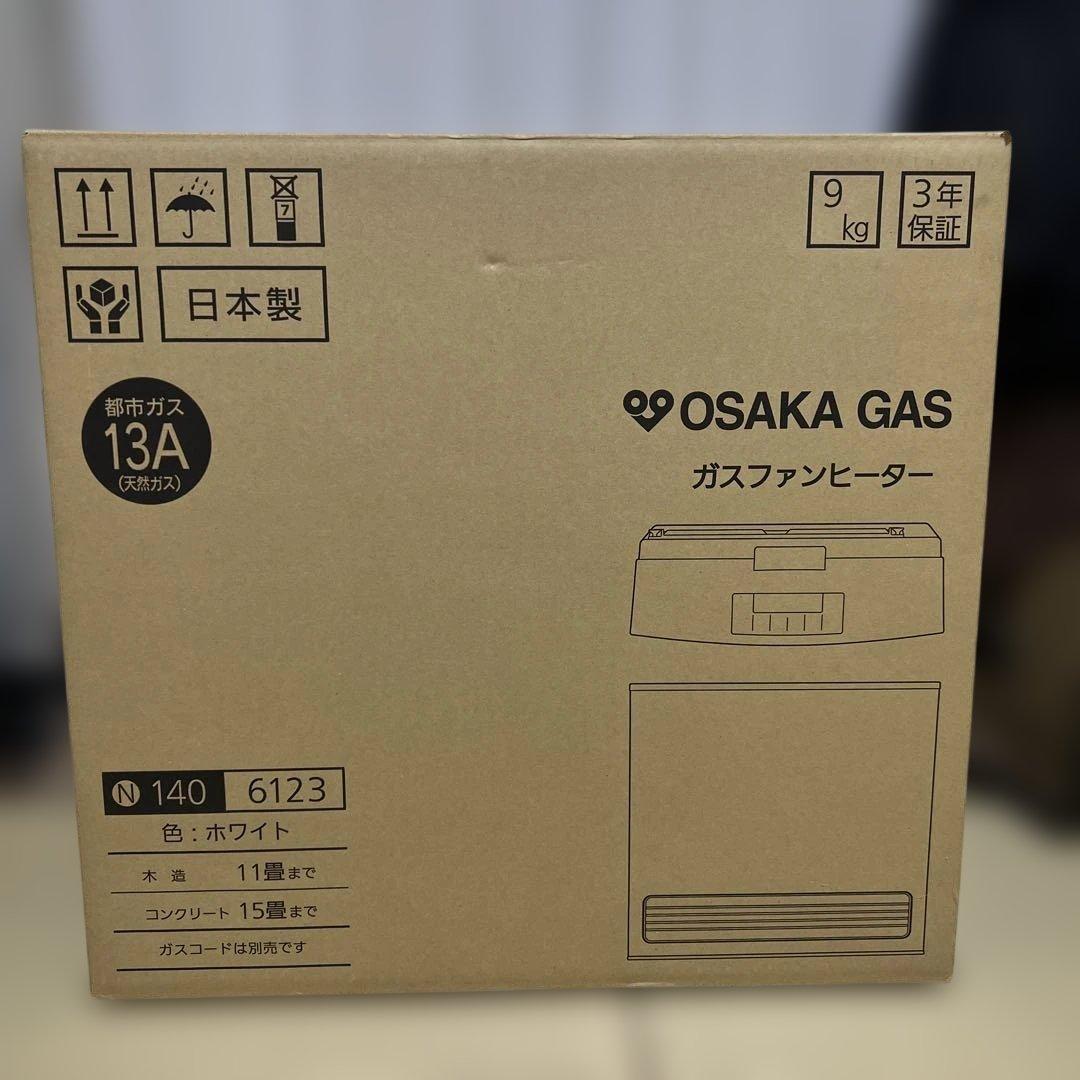 7
9
kg
3年
保証
日本製
都市ガス
13A
(天然ガス)
OSAKA GAS
ガスファンヒーター
N 140 6123
色：ホワイト
木造 11畳まで
コンクリート 15畳まで
ガスコードは別売です